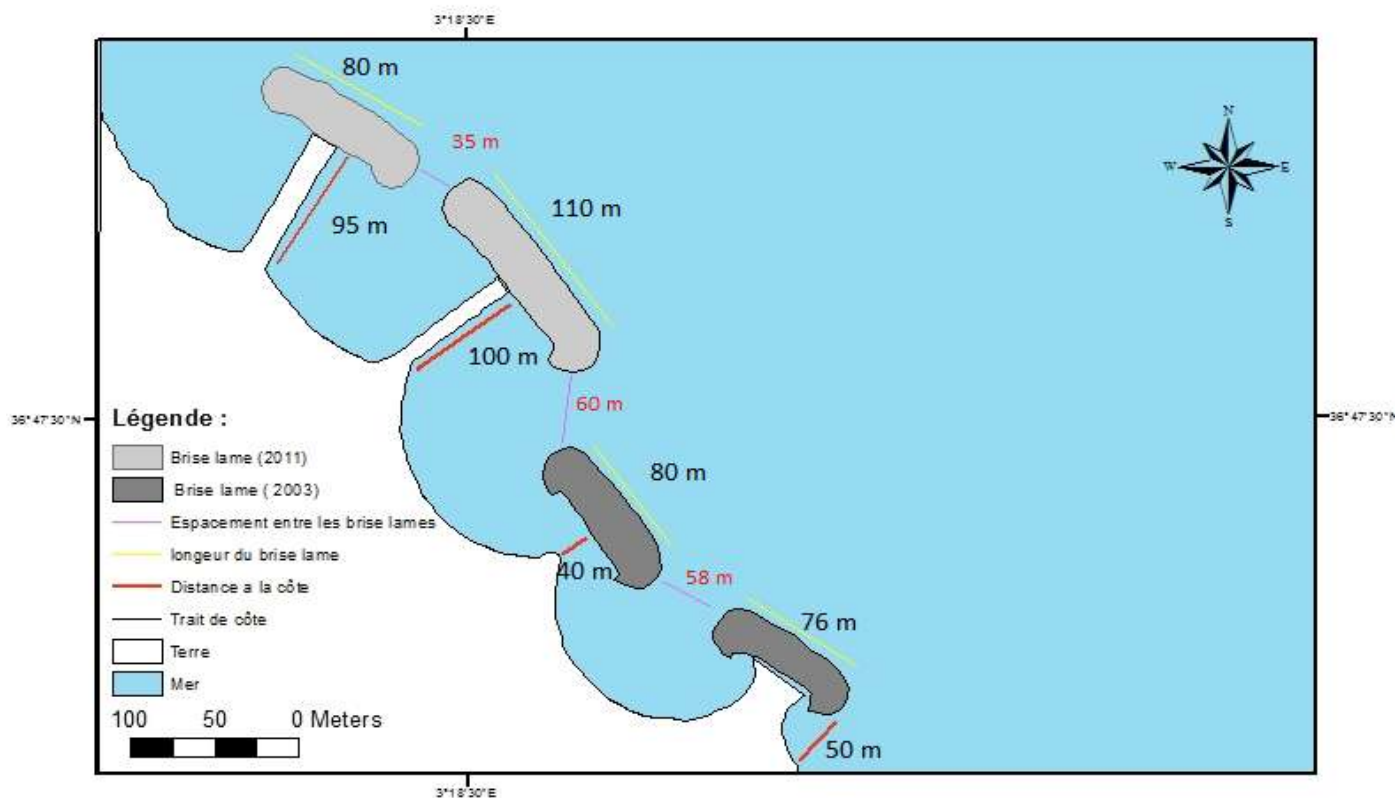 3°18'30"E
80 m
35 m
N
W
E
S
95 m
110 m
100 m
36°47'30"N
36°47'30"N
60 m
80 m
40 m
58 m
76 m
50 m
Légende :
Brise lame (2011)
Brise lame ( 2003)
Espacement entre les brise lames
longeur du brise lame
Distance a la côte
Trait de côte
Terre
Mer
100 50 0 Meters
3°18'30"E